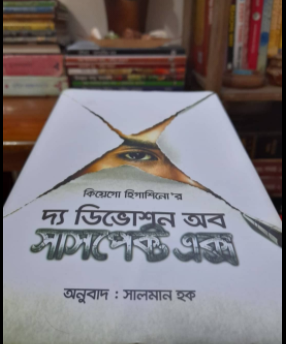 কিয়েগো হিগাশিনো'র
দ্য ডিভোশন অব
সাসপেক্ট এক্স
অনুবাদ : সালমান হক